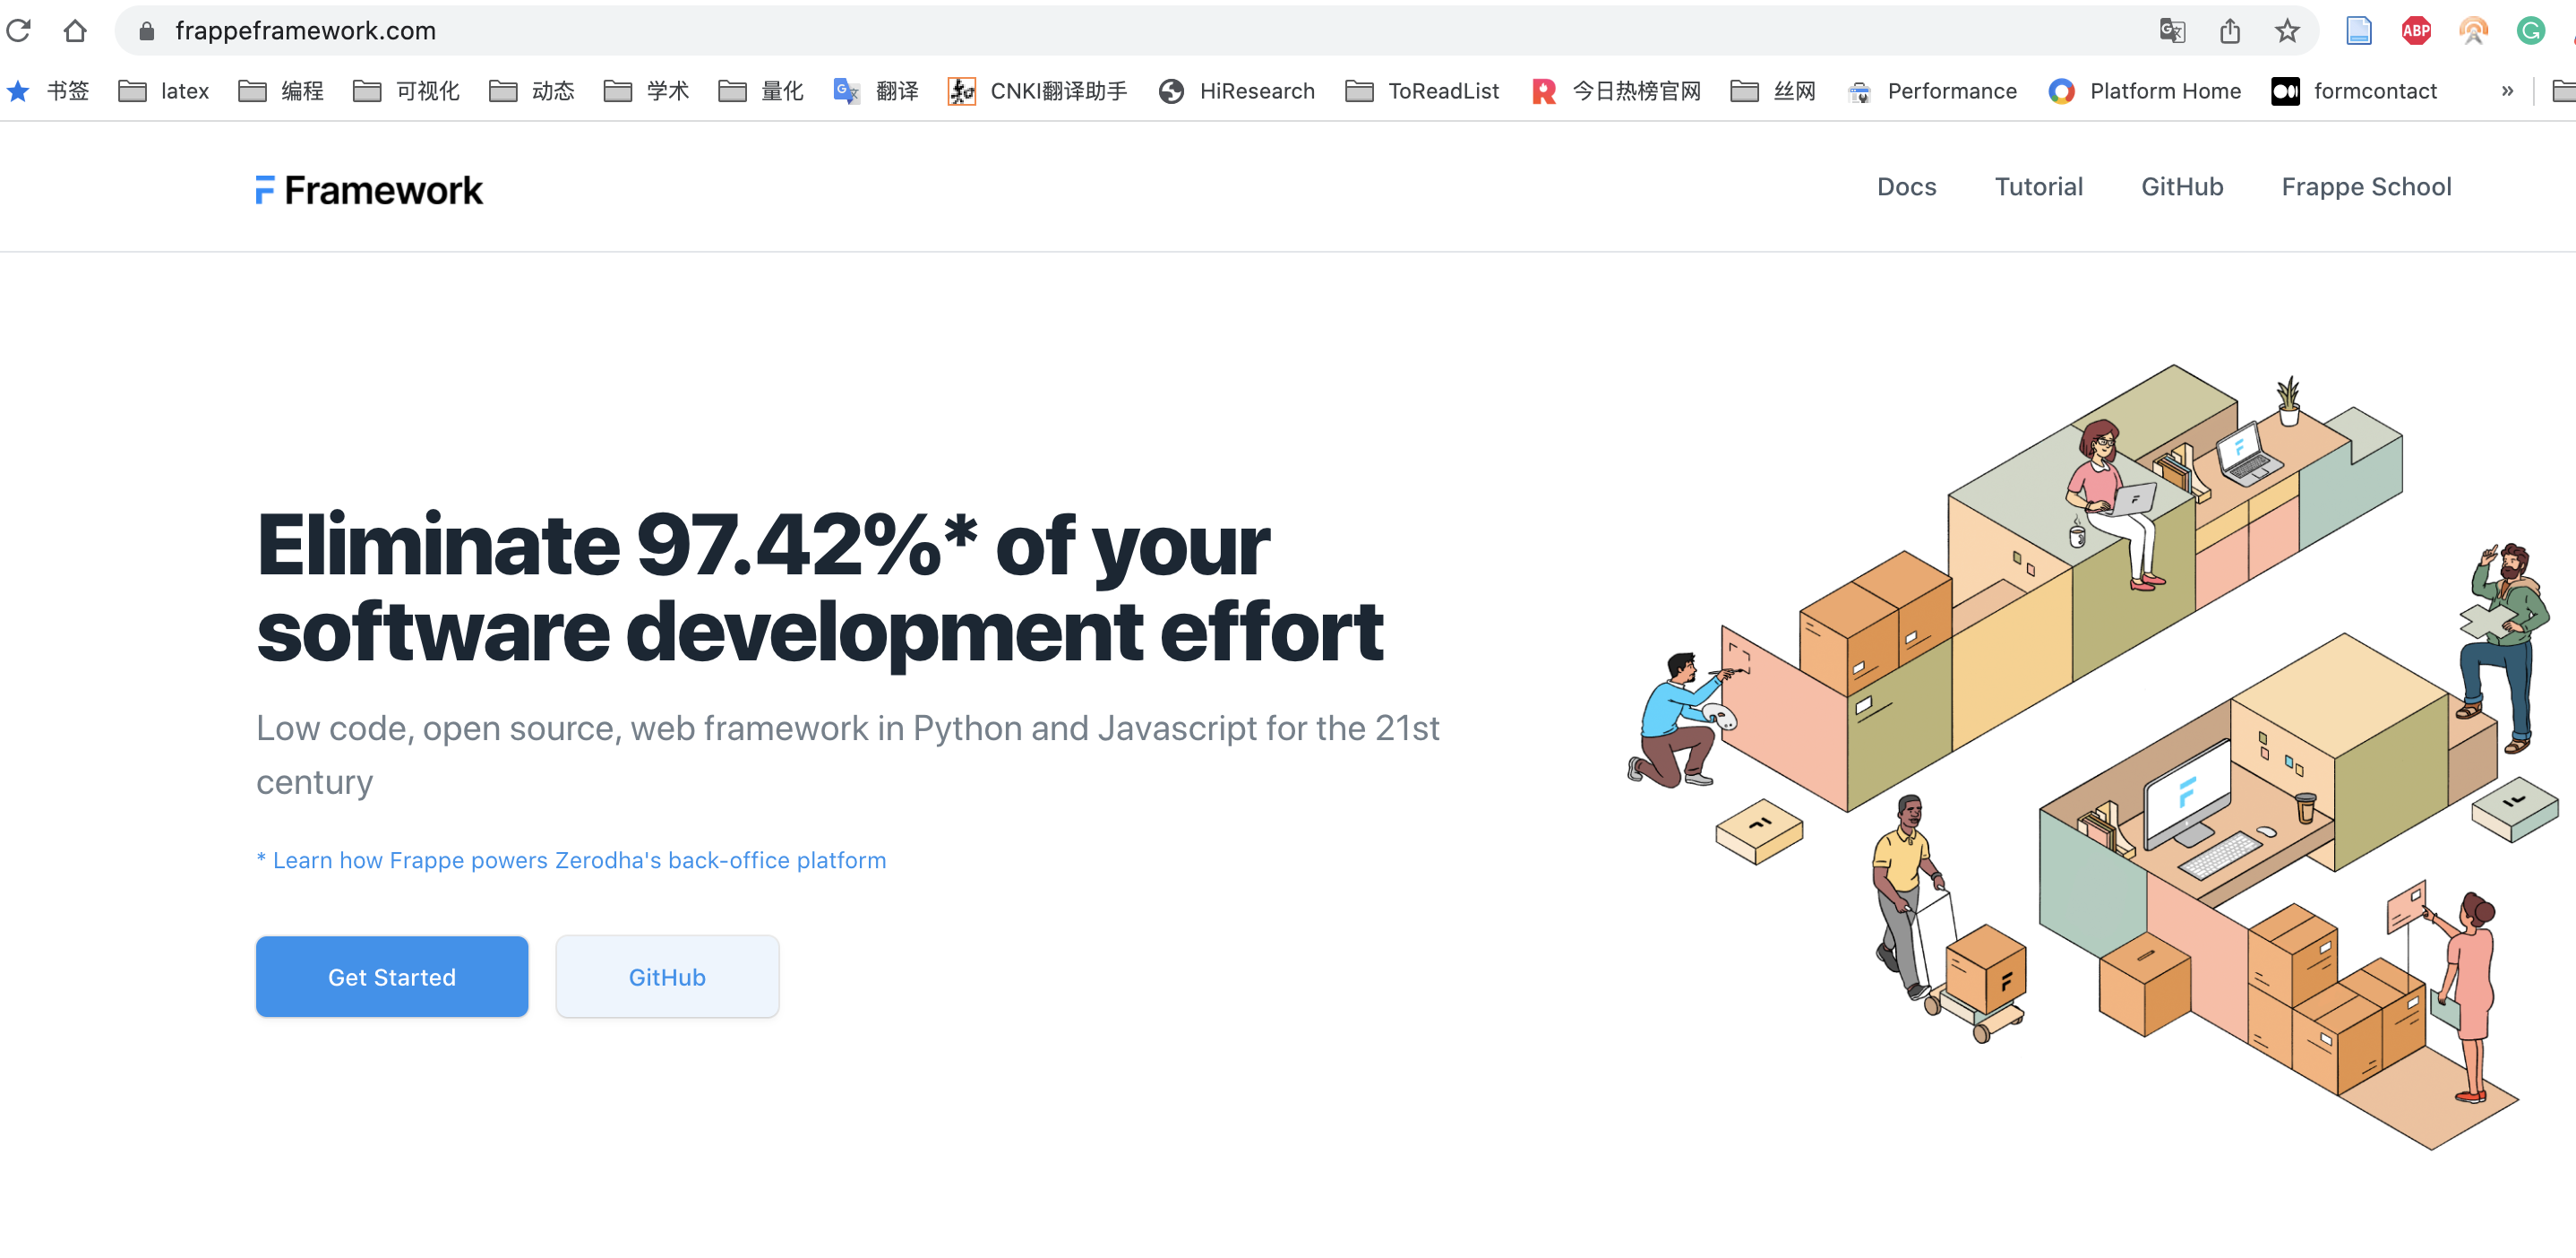 frappeframework.com
ABP
书签 latex 编程 可视化 动态 学术 量化 翻译 CNKI翻译助手 HiResearch ToReadList 今日热榜官网 丝网 Performance Platform Home formcontact »
Framework
Docs Tutorial GitHub Frappe School
Eliminate 97.42%* of your
software development effort
Low code, open source, web framework in Python and Javascript for the 21st
century
* Learn how Frappe powers Zerodha's back-office platform
Get Started GitHub